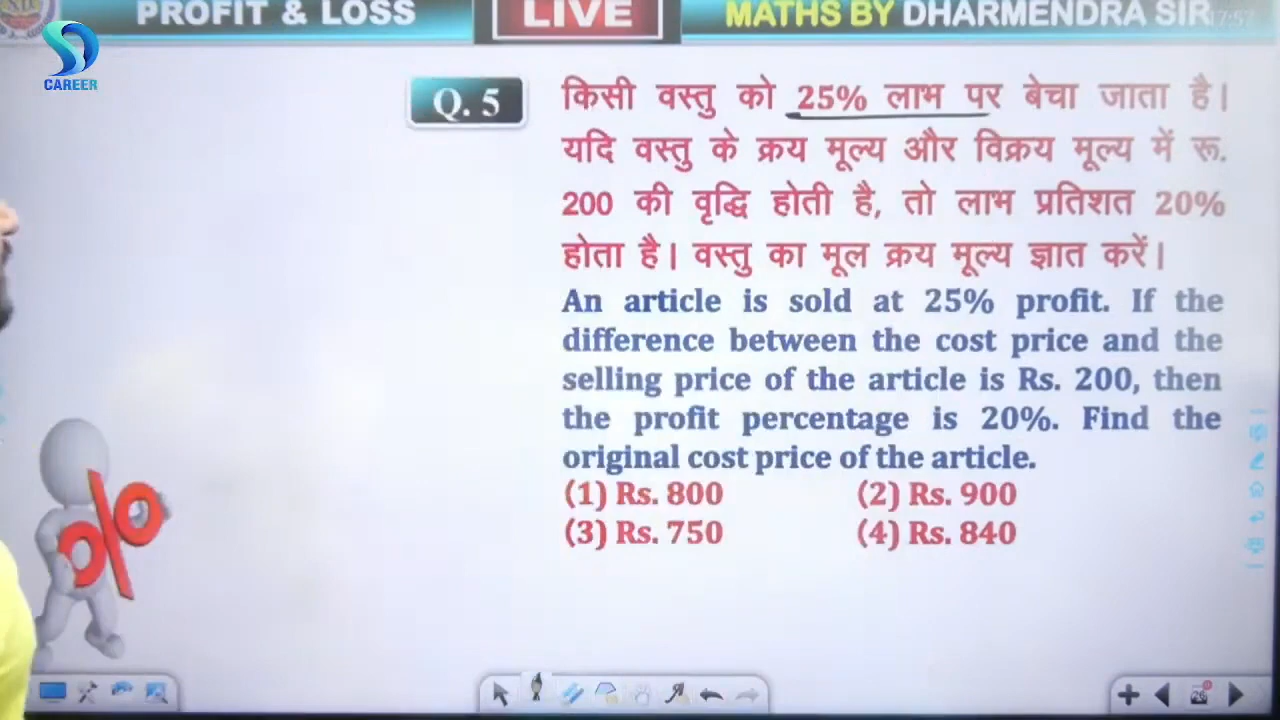 PROFIT & LOSS
LIVE
MATHS BY DHARMENDRA SIR
17:57
CAREER
Q. 5
किसी वस्तु को 25% लाभ पर बेचा जाता है।
यदि वस्तु के क्रय मूल्य और विक्रय मूल्य में रू.
200 की वृद्धि होती है, तो लाभ प्रतिशत 20%
होता है। वस्तु का मूल क्रय मूल्य ज्ञात करें।
An article is sold at 25% profit. If the
difference between the cost price and the
selling price of the article is Rs. 200, then
the profit percentage is 20%. Find the
original cost price of the article.
(1) Rs. 800 (2) Rs. 900
(3) Rs. 750 (4) Rs. 840